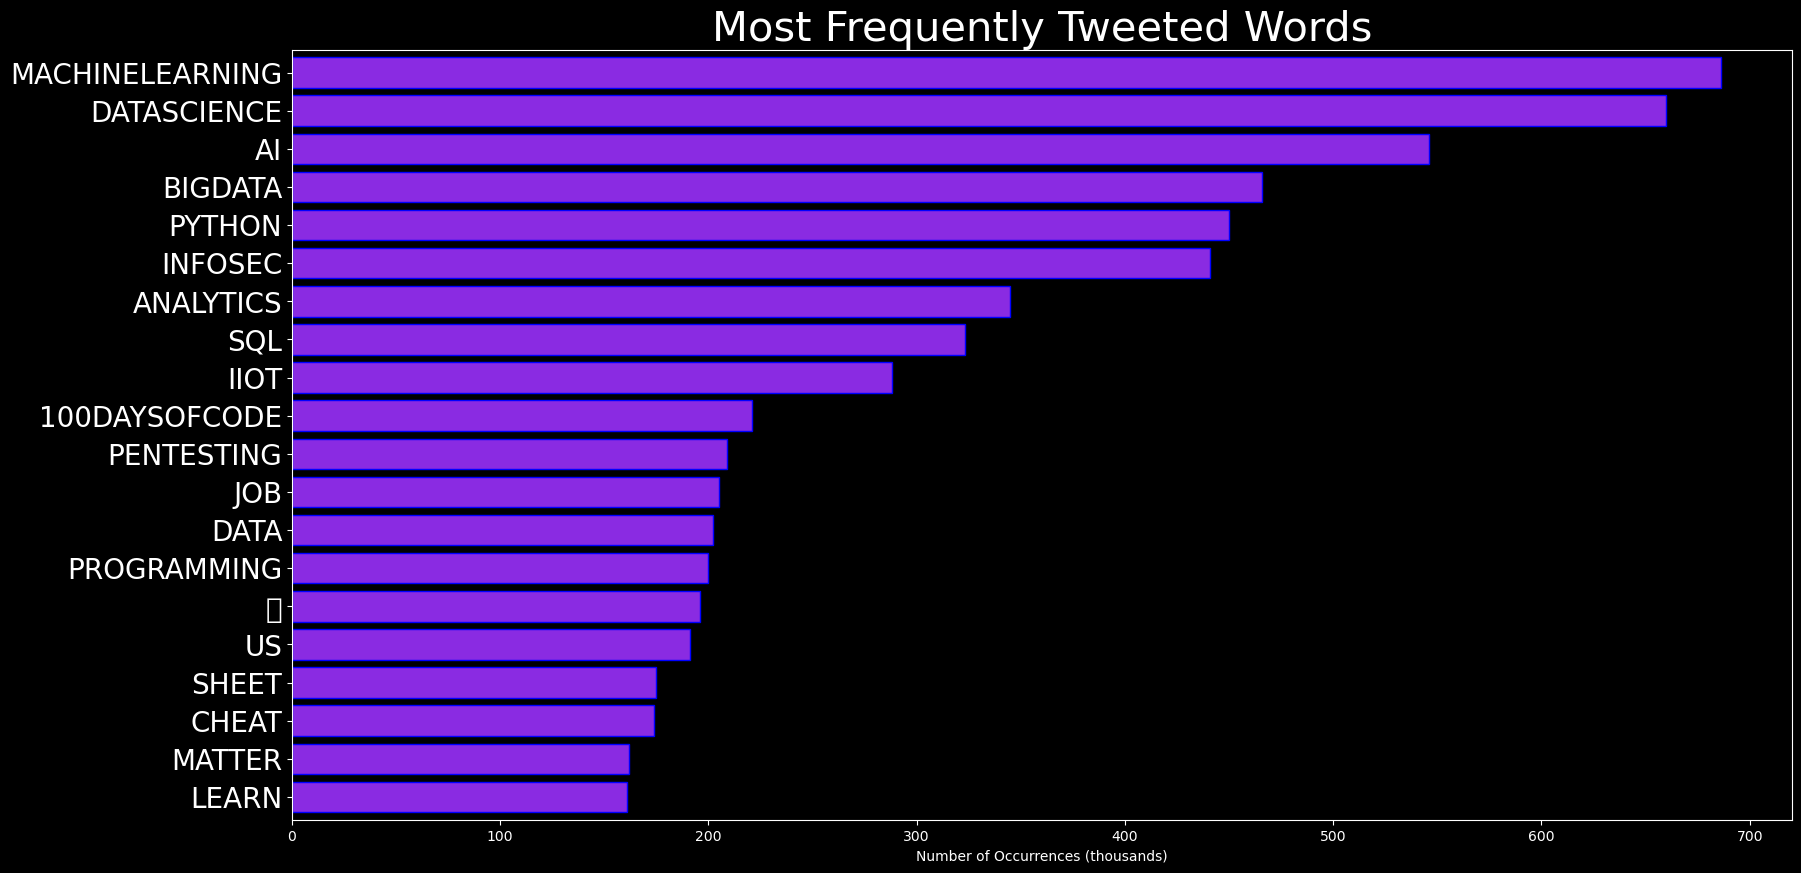 Most Frequently Tweeted Words
MACHINELEARNING
DATASCIENCE
AI
BIGDATA
PYTHON
INFOSEC
ANALYTICS
SQL
IIOT
100DAYSOFCODE
PENTESTING
JOB
DATA
PROGRAMMING
US
SHEET
CHEAT
MATTER
LEARN
0 100 200 300 400 500 600 700
Number of Occurrences (thousands)